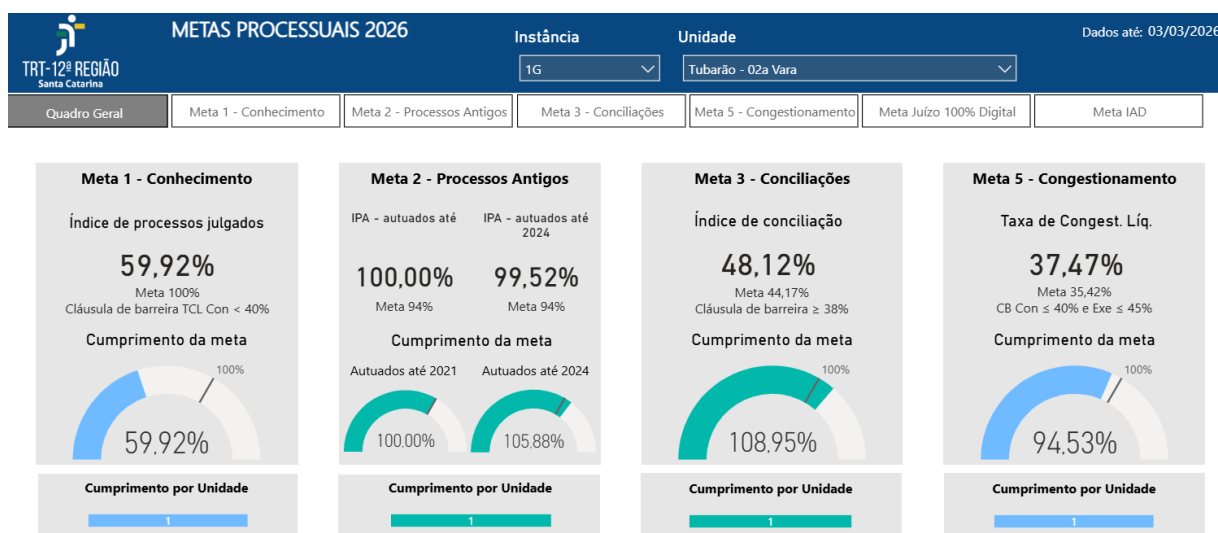 METAS PROCESSUAIS 2026
Instância
Unidade
Dados até: 03/03/2026
TRT-12ª REGIÃO
Santa Catarina
1G
Tubarão - 02a Vara
Quadro Geral
Meta 1 - Conhecimento
Meta 2 - Processos Antigos
Meta 3 - Conciliações
Meta 5 - Congestionamento
Meta Juízo 100% Digital
Meta IAD
Meta 1 - Conhecimento
Índice de processos julgados
59,92%
Meta 100%
Cláusula de barreira TCL Con < 40%
Cumprimento da meta
100%
59,92%
Cumprimento por Unidade
1
Meta 2 - Processos Antigos
IPA - autuados até
100,00%
Meta 94%
IPA - autuados até
2024
99,52%
Meta 94%
Cumprimento da meta
Autuados até 2021
100,00%
Autuados até 2024
105,88%
Cumprimento por Unidade
1
Meta 3 - Conciliações
Índice de conciliação
48,12%
Meta 44,17%
Cláusula de barreira ≥ 38%
Cumprimento da meta
100%
108,95%
Cumprimento por Unidade
1
Meta 5 - Congestionamento
Taxa de Congest. Líq.
37,47%
Meta 35,42%
CB Con ≤ 40% e Exe ≤ 45%
Cumprimento da meta
100%
94,53%
Cumprimento por Unidade
1